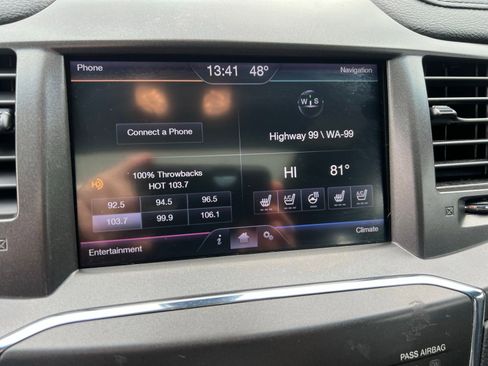 Phone
13:41 48°
Navigation
W S
Connect a Phone
Highway 99 \ WA-99
100% Throwbacks
HOT 103.7
HI 81°
92.5 94.5 96.5
103.7 99.9 106.1
Entertainment
i
Climate
PASS AIRBAG